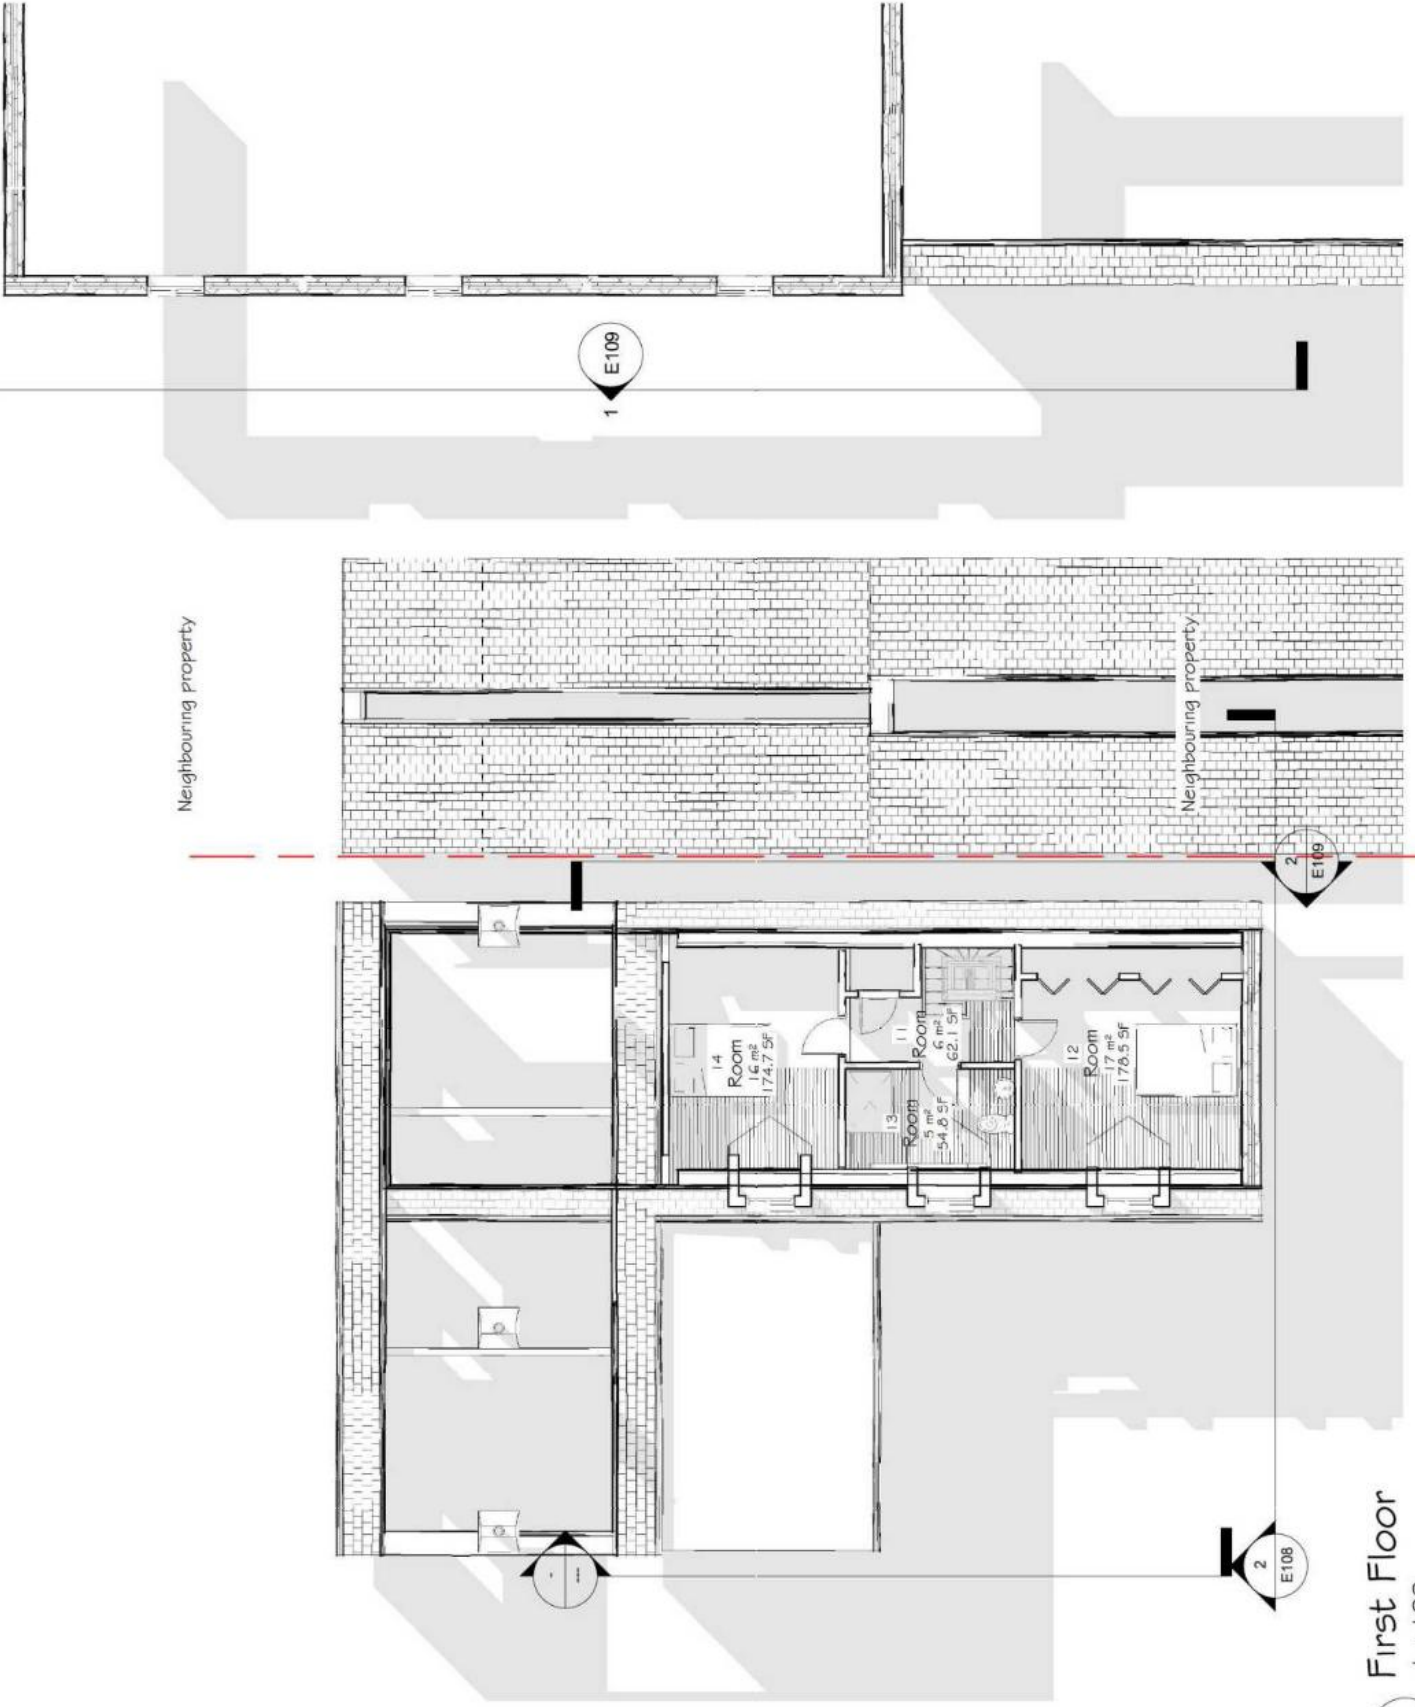 Neighbouring property
Neighbouring property
1
E109
2
E109
14
Room
16 m²
174.7 SF
11
Room
6 m²
62.1 SF
13
Room
5 m²
54.8 SF
12
Room
17 m²
178.5 SF
-
---
2
E108
First Floor